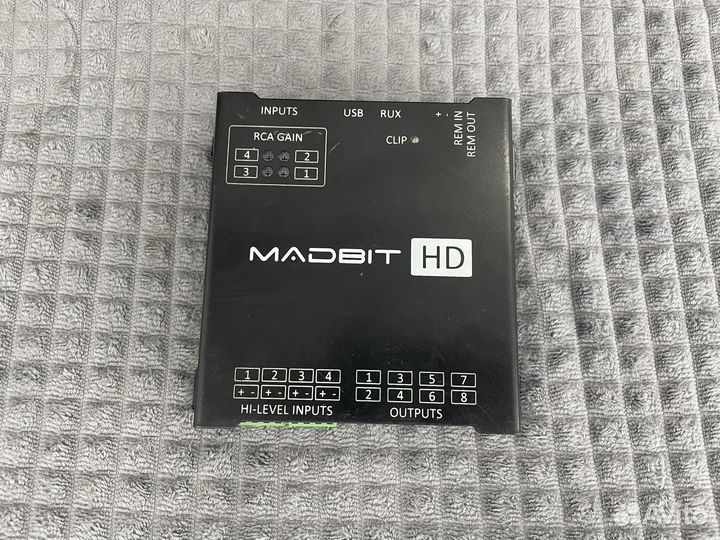 INPUTS USB RUX + - REM IN
REM OUT
RCA GAIN CLIP
4 2
3 1
MADBIT HD
1 2 3 4 1 3 5 7
+ - + - + - + - 2 4 6 8
HI-LEVEL INPUTS OUTPUTS
Avito